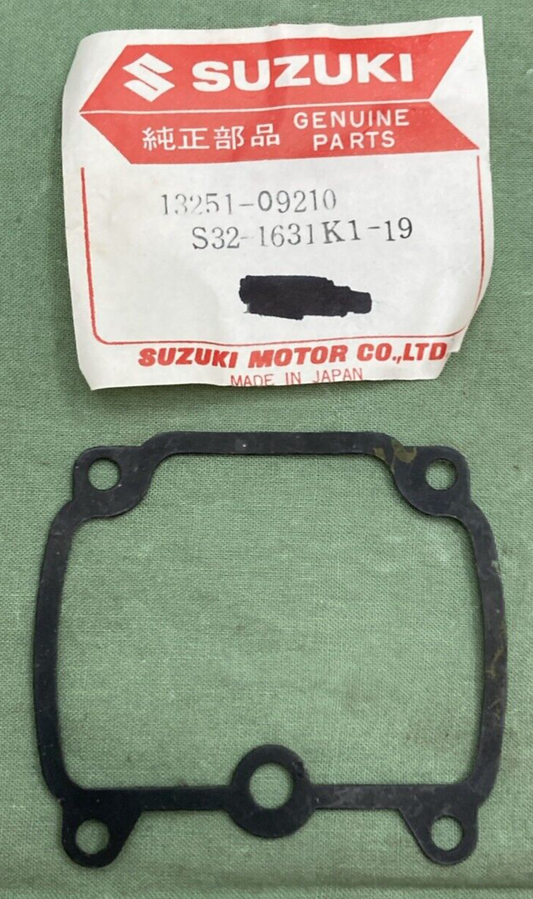 SUZUKI
純正部品 GENUINE PARTS
13251-09210
S32-1631K1-19
SUZUKI MOTOR CO.,LTD
MADE IN JAPAN